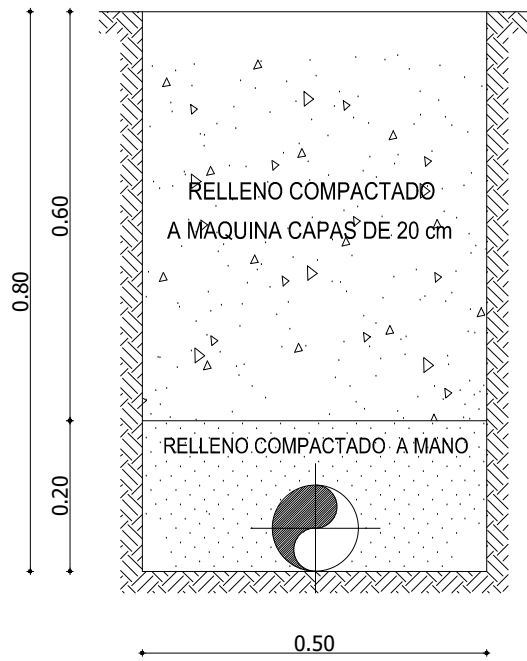 0.80
0.60
0.20
RELLENO COMPACTADO
A MAQUINA CAPAS DE 20 cm
RELLENO COMPACTADO A MANO
0.50